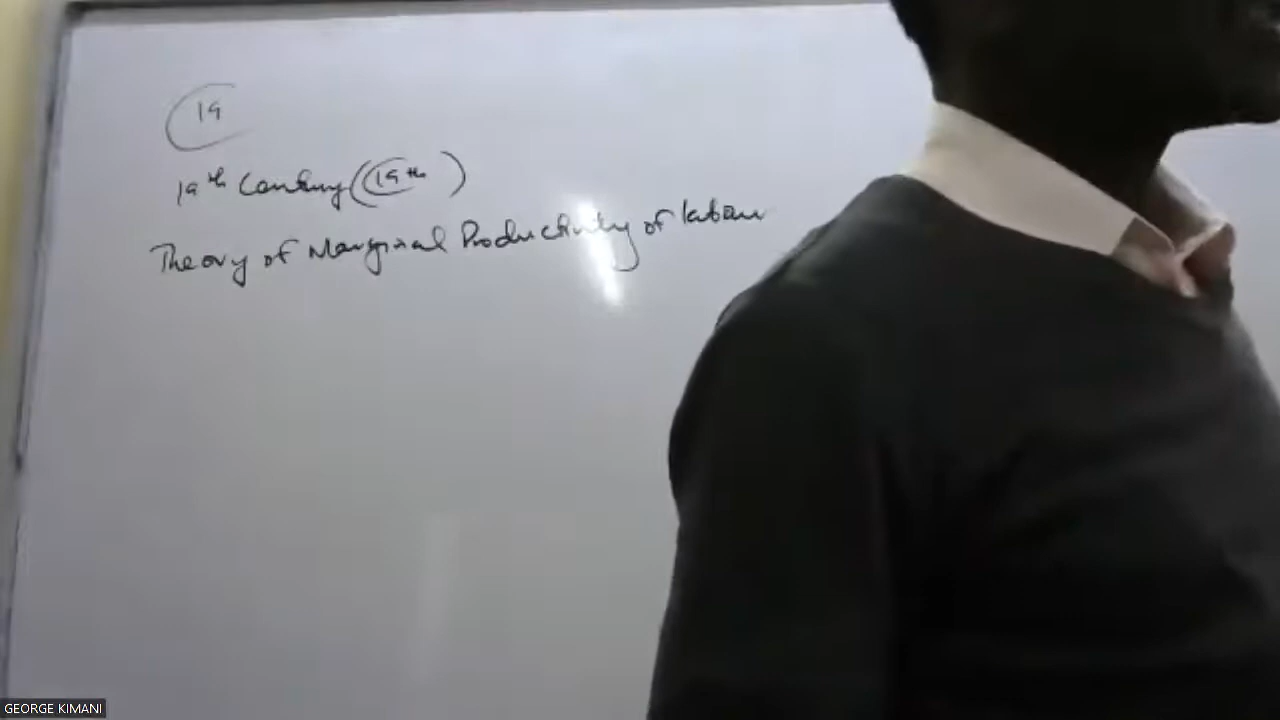 19
19th Century (19th)
Theory of Marginal Productivity of labour
GEORGE KIMANI